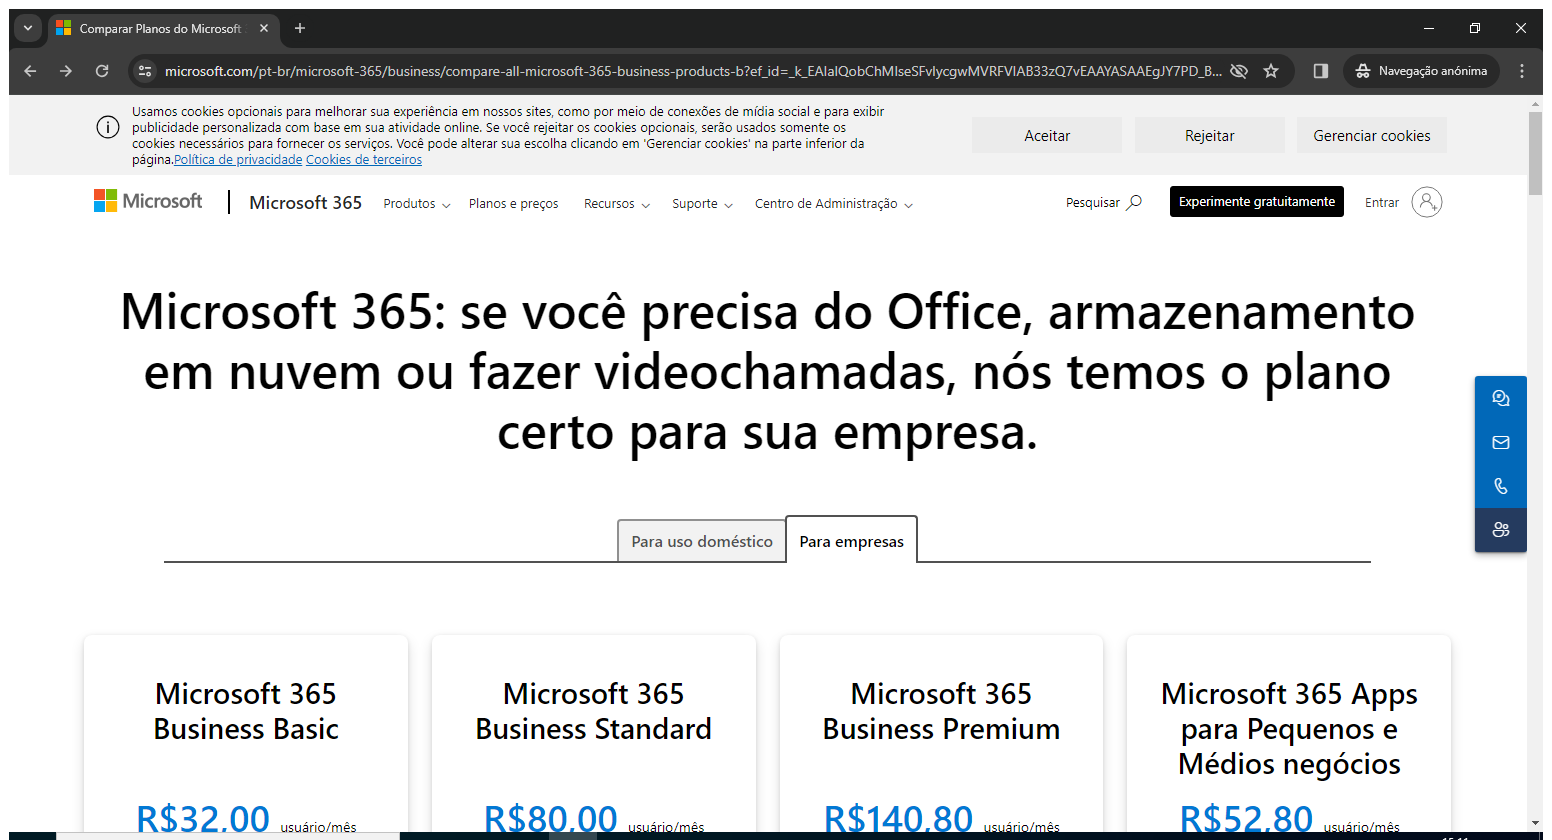 Comparar Planos do Microsoft
microsoft.com/pt-br/microsoft-365/business/compare-all-microsoft-365-business-products-b?ef_id=_k_EAIaIQobChMIseSFvIycgwMVRFVIAB33zQ7vEAAYASAAEgJY7PD_B...
Navegação anônima
Usamos cookies opcionais para melhorar sua experiência em nossos sites, como por meio de conexões de mídia social e para exibir
publicidade personalizada com base em sua atividade online. Se você rejeitar os cookies opcionais, serão usados somente os
cookies necessários para fornecer os serviços. Você pode alterar sua escolha clicando em 'Gerenciar cookies' na parte inferior da
página.Política de privacidade Cookies de terceiros
Aceitar
Rejeitar
Gerenciar cookies
Microsoft
Microsoft 365
Produtos
Planos e preços
Recursos
Suporte
Centro de Administração
Pesquisar
Experimente gratuitamente
Entrar
Microsoft 365: se você precisa do Office, armazenamento
em nuvem ou fazer videochamadas, nós temos o plano
certo para sua empresa.
Para uso doméstico
Para empresas
Microsoft 365
Business Basic
R$32,00 usuário/mês
Microsoft 365
Business Standard
R$80,00 usuário/mês
Microsoft 365
Business Premium
R$140,80 usuário/mês
Microsoft 365 Apps
para Pequenos e
Médios negócios
R$52,80 usuário/mês